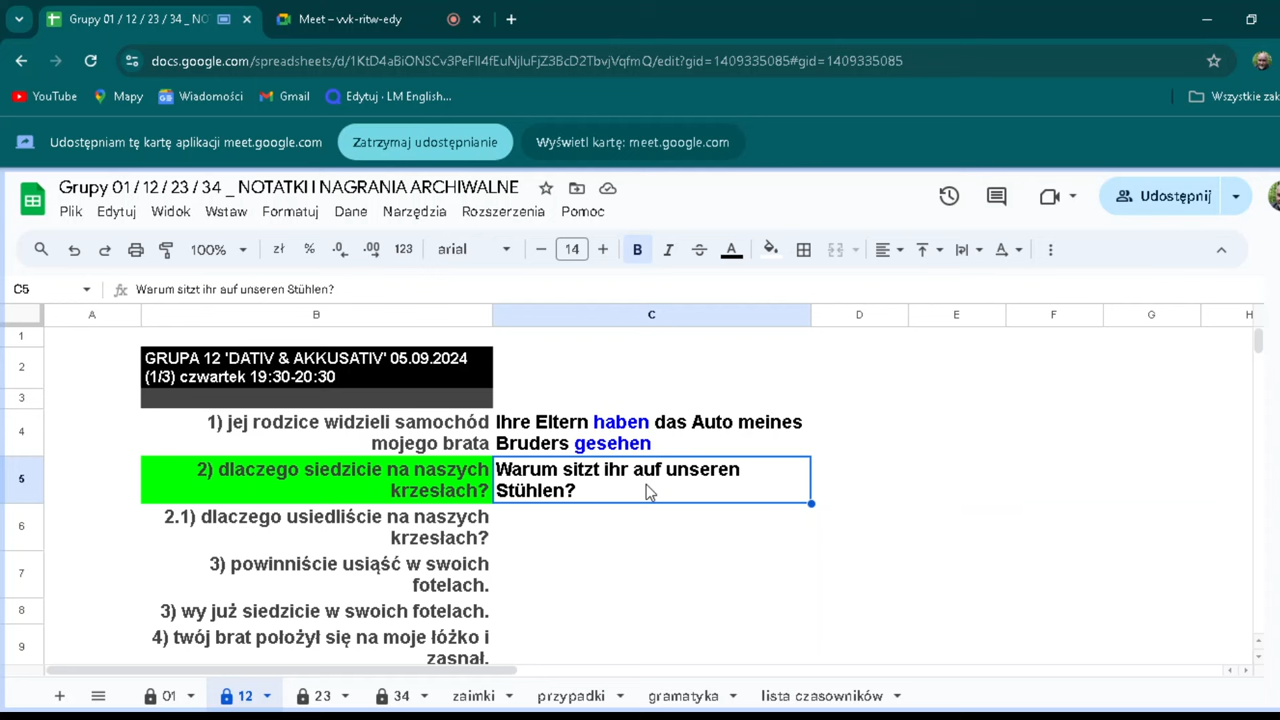 Grupy 01 / 12 / 23 / 34 _ NO
Meet – vvk-ritw-edy
docs.google.com/spreadsheets/d/1KtD4aBiONSCv3PeFlI4fEuNjluFjZ3BcD2TbvjVqfmQ/edit?gid=1409335085#gid=1409335085
YouTube
Mapy
Wiadomości
Gmail
Edytuj · LM English...
Wszystkie zak
Udostępniam tę kartę aplikacji meet.google.com
Zatrzymaj udostępnianie
Wyświetl kartę: meet.google.com
Grupy 01 / 12 / 23 / 34 _ NOTATKI I NAGRANIA ARCHIWALNE
Plik Edytuj Widok Wstaw Formatuj Dane Narzędzia Rozszerzenia Pomoc
Udostępnij
100% zł % .0 .00 123 arial 14 B I A
C5 fx Warum sitzt ihr auf unseren Stühlen?
A B C D E F G H
1
2
GRUPA 12 'DATIV & AKKUSATIV' 05.09.2024
(1/3) czwartek 19:30-20:30
3
4
1) jej rodzice widzieli samochód
mojego brata
Ihre Eltern haben das Auto meines
Bruders gesehen
5
2) dlaczego siedzicie na naszych
krzesłach?
Warum sitzt ihr auf unseren
Stühlen?
6
2.1) dlaczego usiedliście na naszych
krzesłach?
7
3) powinniście usiąść w swoich
fotelach.
8
3) wy już siedzicie w swoich fotelach.
9
4) twój brat położył się na moje łóżko i
zasnął.
01 12 23 34 zaimki przypadki gramatyka lista czasowników